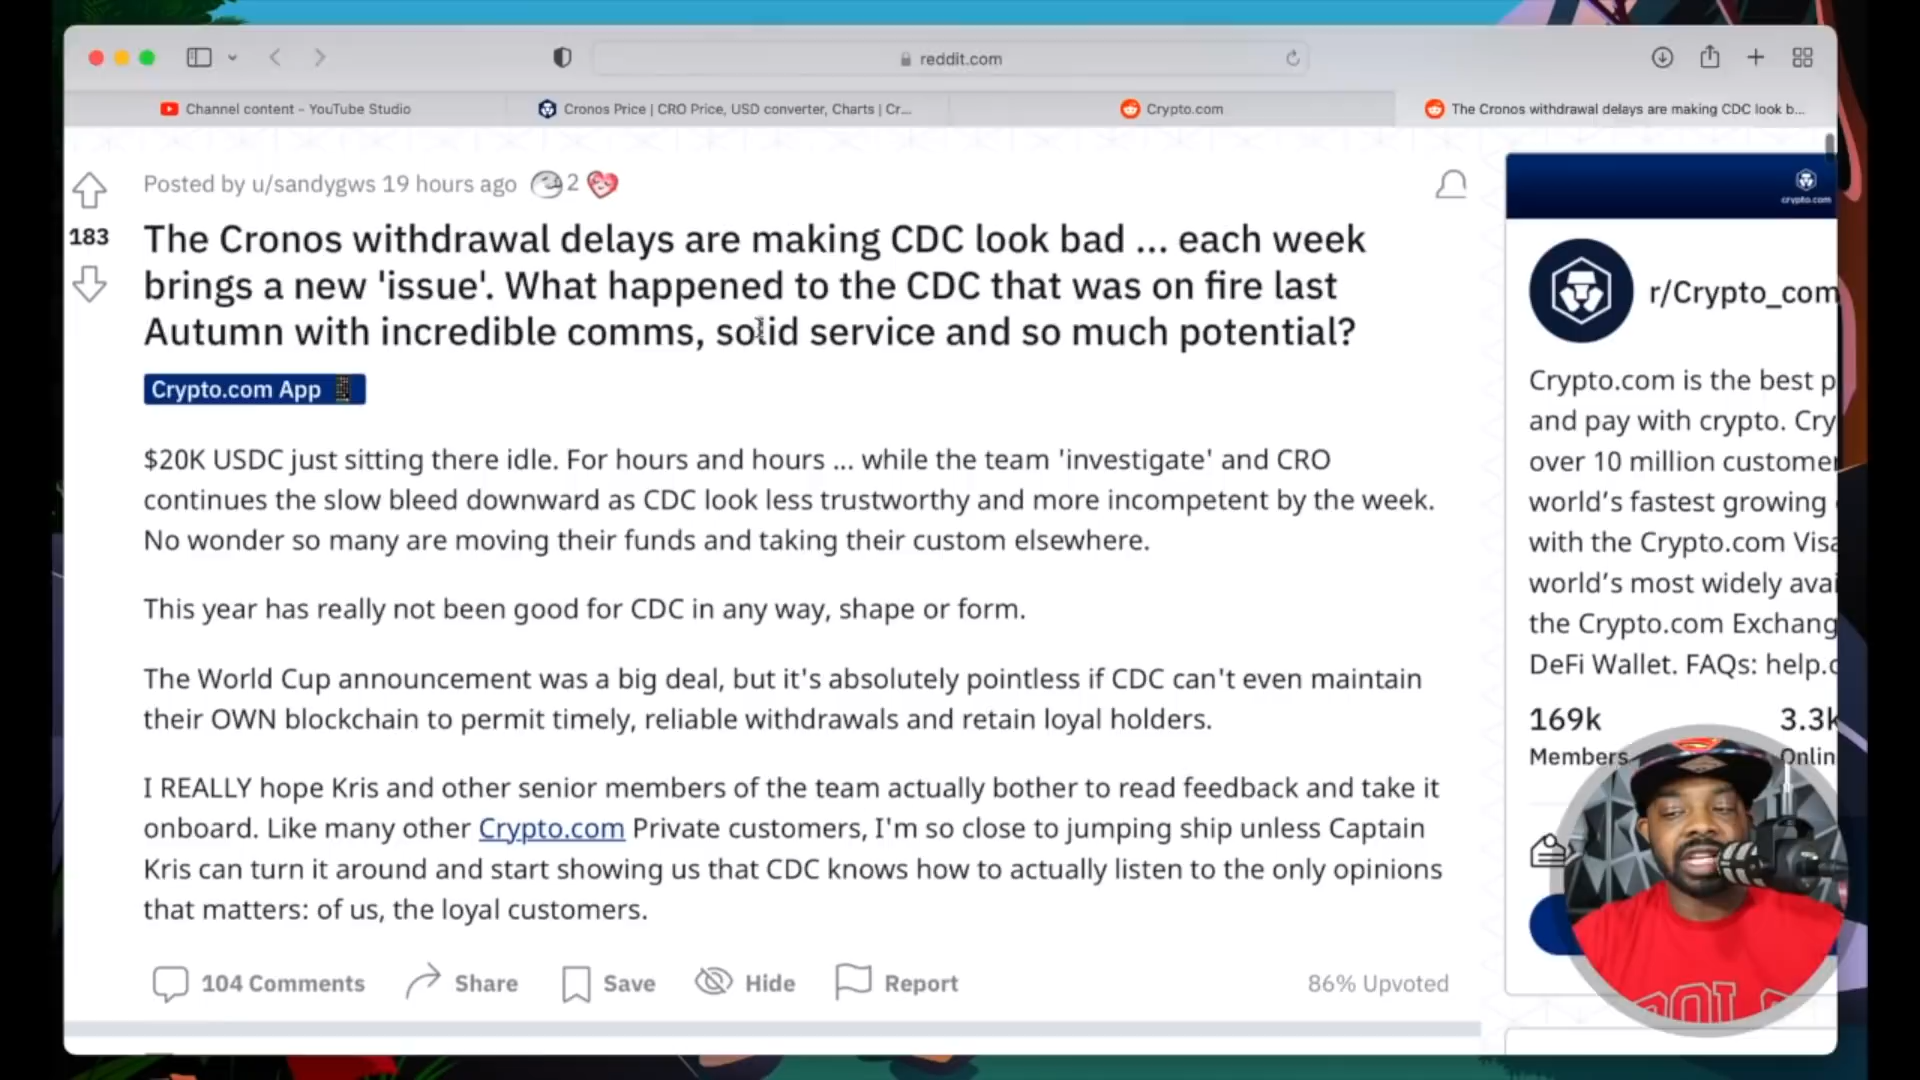 reddit.com
Channel content - YouTube Studio
Cronos Price | CRO Price, USD converter, Charts | Cr...
Crypto.com
The Cronos withdrawal delays are making CDC look b...
Posted by u/sandygws 19 hours ago 2
183
The Cronos withdrawal delays are making CDC look bad ... each week
brings a new 'issue'. What happened to the CDC that was on fire last
Autumn with incredible comms, solid service and so much potential?
Crypto.com App
$20K USDC just sitting there idle. For hours and hours ... while the team 'investigate' and CRO
continues the slow bleed downward as CDC look less trustworthy and more incompetent by the week.
No wonder so many are moving their funds and taking their custom elsewhere.
This year has really not been good for CDC in any way, shape or form.
The World Cup announcement was a big deal, but it's absolutely pointless if CDC can't even maintain
their OWN blockchain to permit timely, reliable withdrawals and retain loyal holders.
I REALLY hope Kris and other senior members of the team actually bother to read feedback and take it
onboard. Like many other Crypto.com Private customers, I'm so close to jumping ship unless Captain
Kris can turn it around and start showing us that CDC knows how to actually listen to the only opinions
that matters: of us, the loyal customers.
104 Comments Share Save Hide Report 86% Upvoted
crypto.com
r/Crypto_com
Crypto.com is the best p
and pay with crypto. Cry
over 10 million customer
world's fastest growing
with the Crypto.com Visa
world's most widely avai
the Crypto.com Exchang
DeFi Wallet. FAQs: help.c
169k 3.3k
Members Onlin